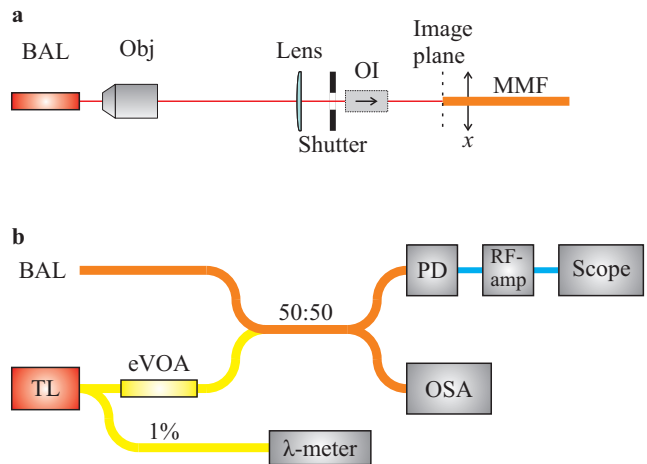 a
BAL
Obj
Lens
Shutter
OI
Image
plane
MMF
x
b
BAL
50:50
PD
RF-
amp
Scope
eVOA
TL
OSA
1%
λ-meter